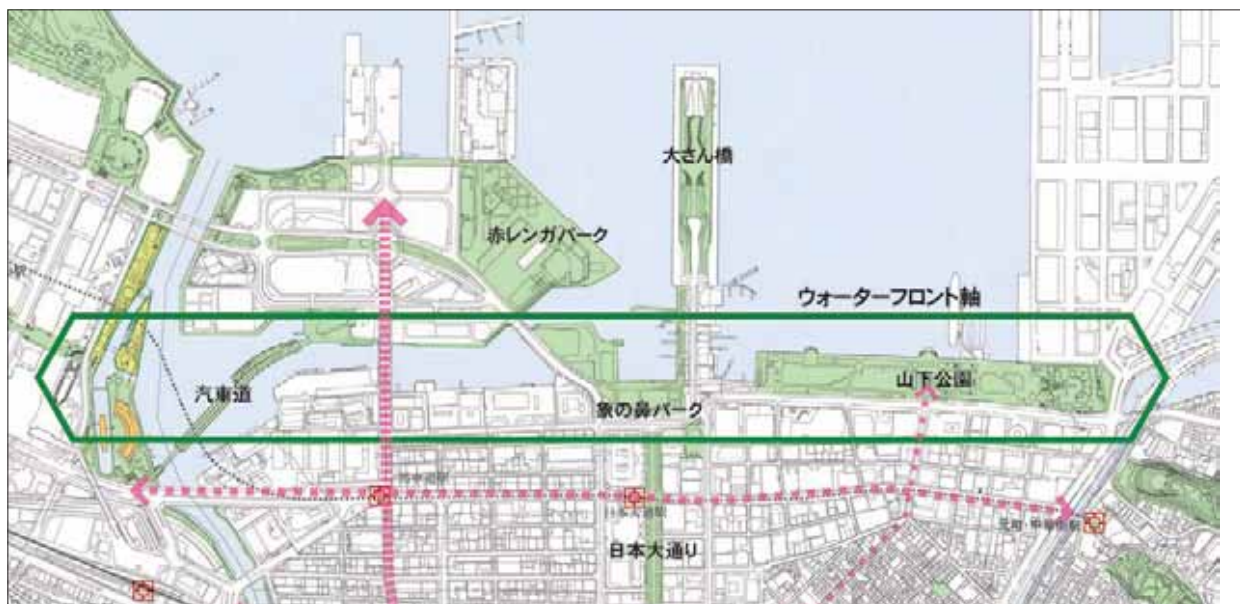 大さん橋
赤レンガパーク
ウォーターフロント軸
汽車道
山下公園
象の鼻パーク
日本大通り